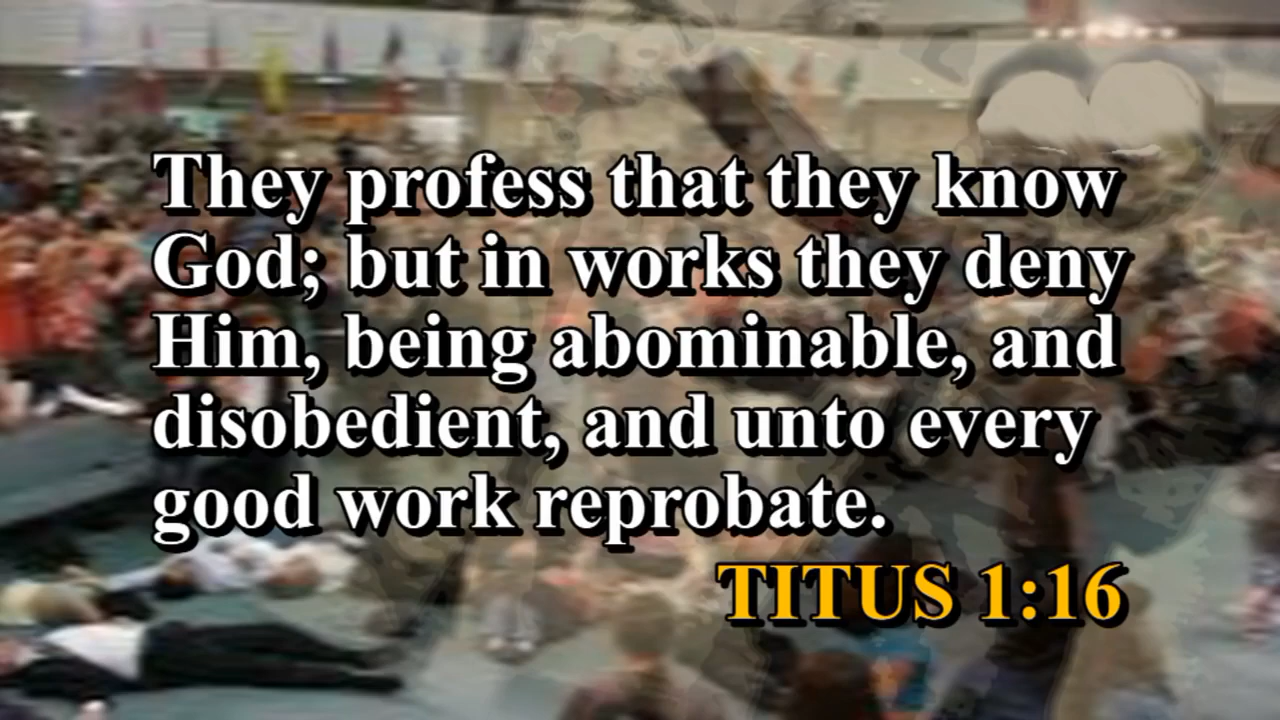 They profess that they know
God; but in works they deny
Him, being abominable, and
disobedient, and unto every
good work reprobate.
TITUS 1:16